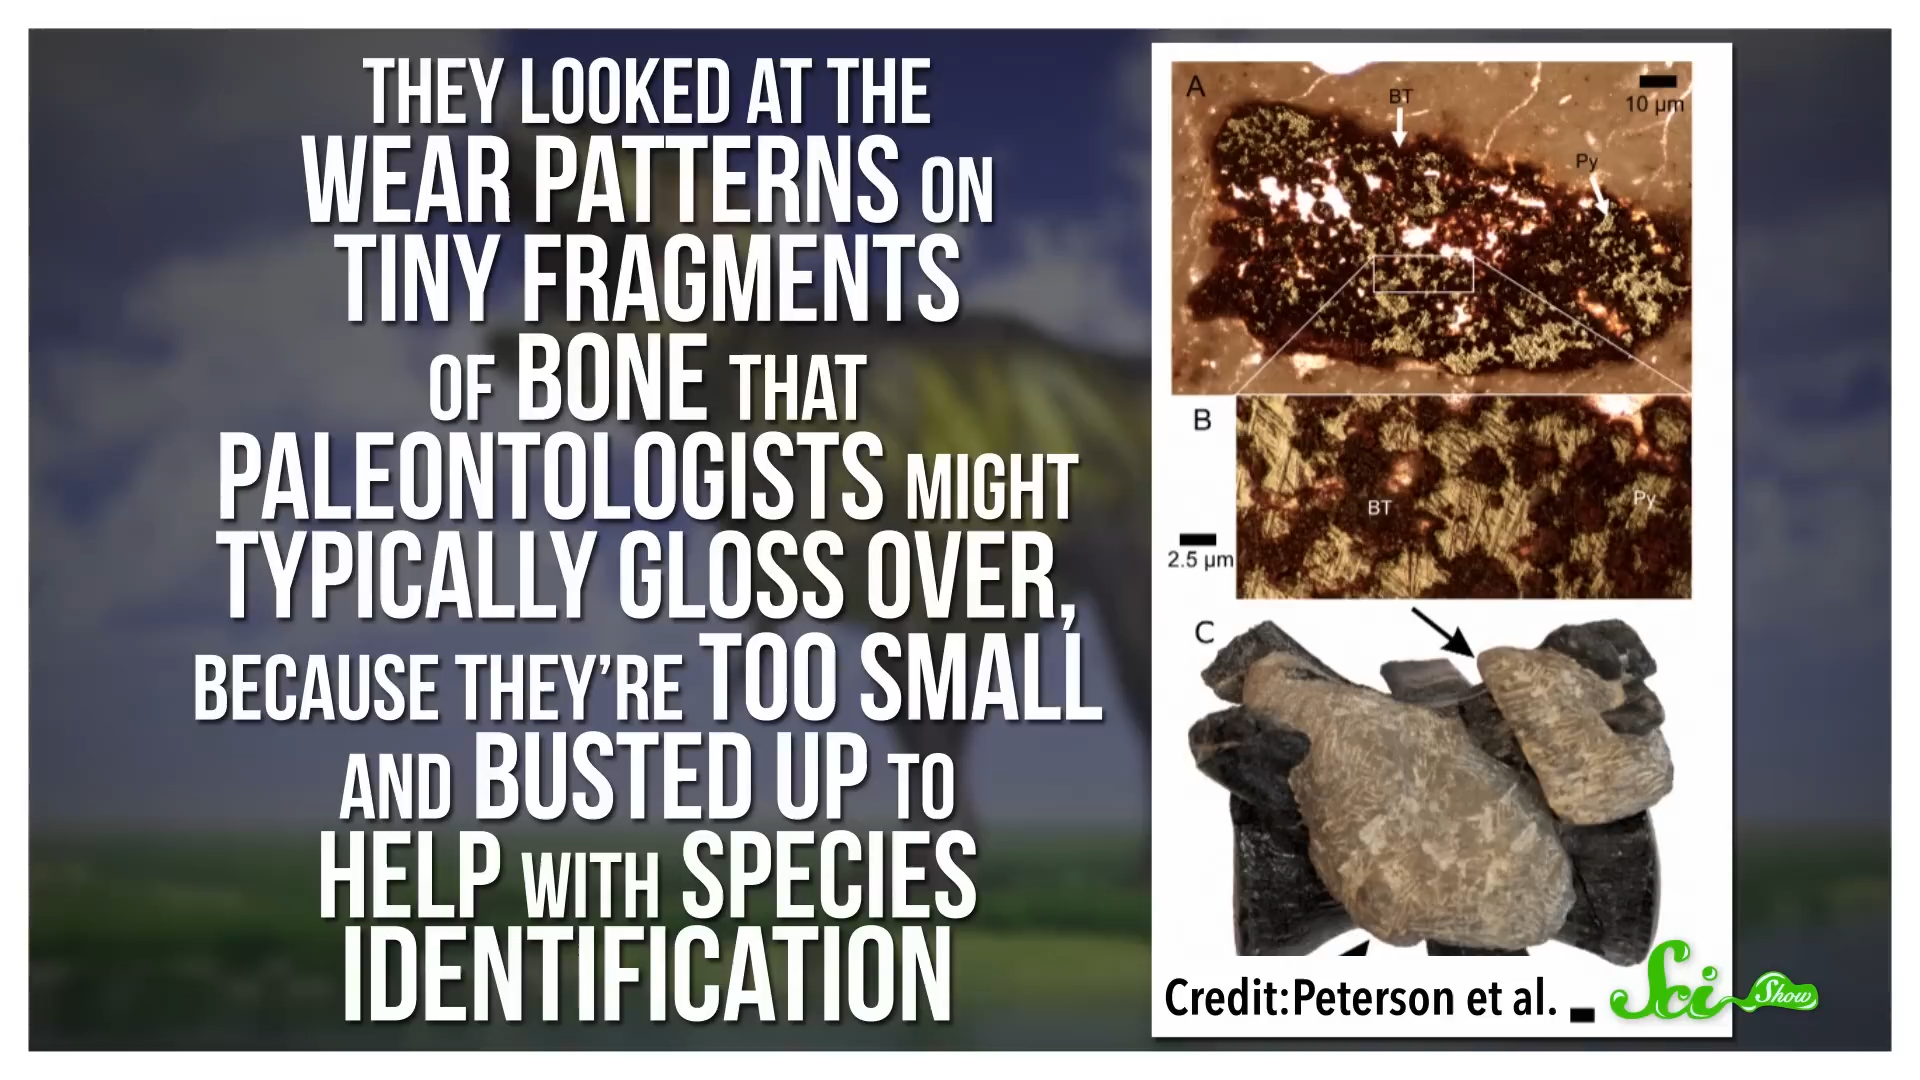 THEY LOOKED AT THE
WEAR PATTERNS ON
TINY FRAGMENTS
OF BONE THAT
PALEONTOLOGISTS MIGHT
TYPICALLY GLOSS OVER,
BECAUSE THEY'RE TOO SMALL
AND BUSTED UP TO
HELP WITH SPECIES
IDENTIFICATION
A
BT
10 µm
Py
B
BT
Py
2.5 µm
C
Credit:Peterson et al.
Sci Show